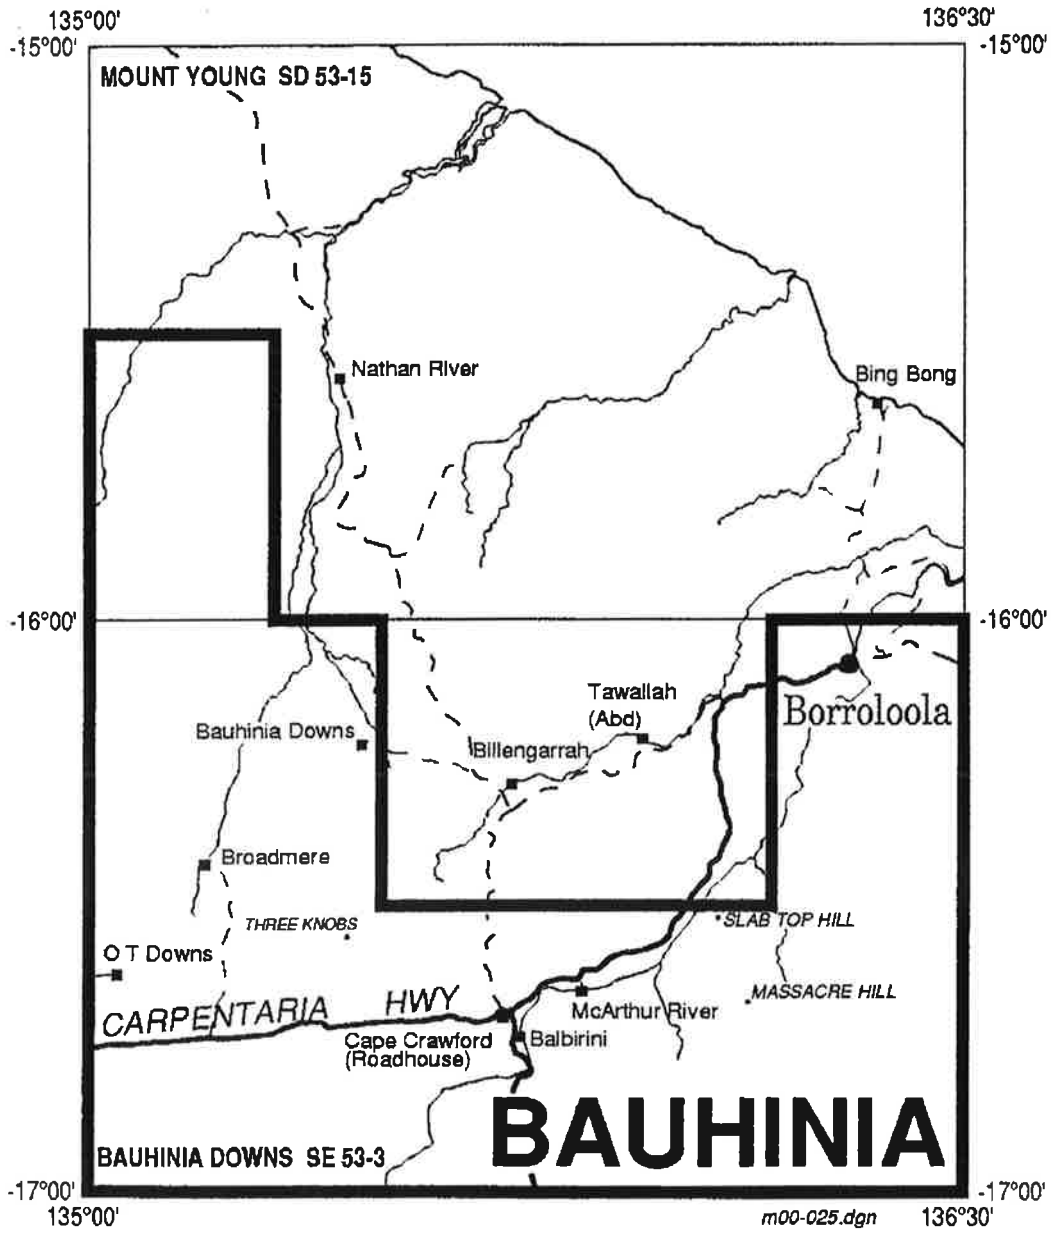 135°00'
136°30'
-15°00'
-15°00'
MOUNT YOUNG SD 53-15
Nathan River
Bing Bong
-16°00'
-16°00'
Tawallah
(Abd)
Borroloola
Bauhinia Downs
Billengarrah
Broadmere
THREE KNOBS
SLAB TOP HILL
O T Downs
MASSACRE HILL
CARPENTARIA HWY
McArthur River
Cape Crawford
(Roadhouse)
Balbirini
BAUHINIA
BAUHINIA DOWNS SE 53-3
-17°00'
-17°00'
135°00'
m00-025.dgn
136°30'